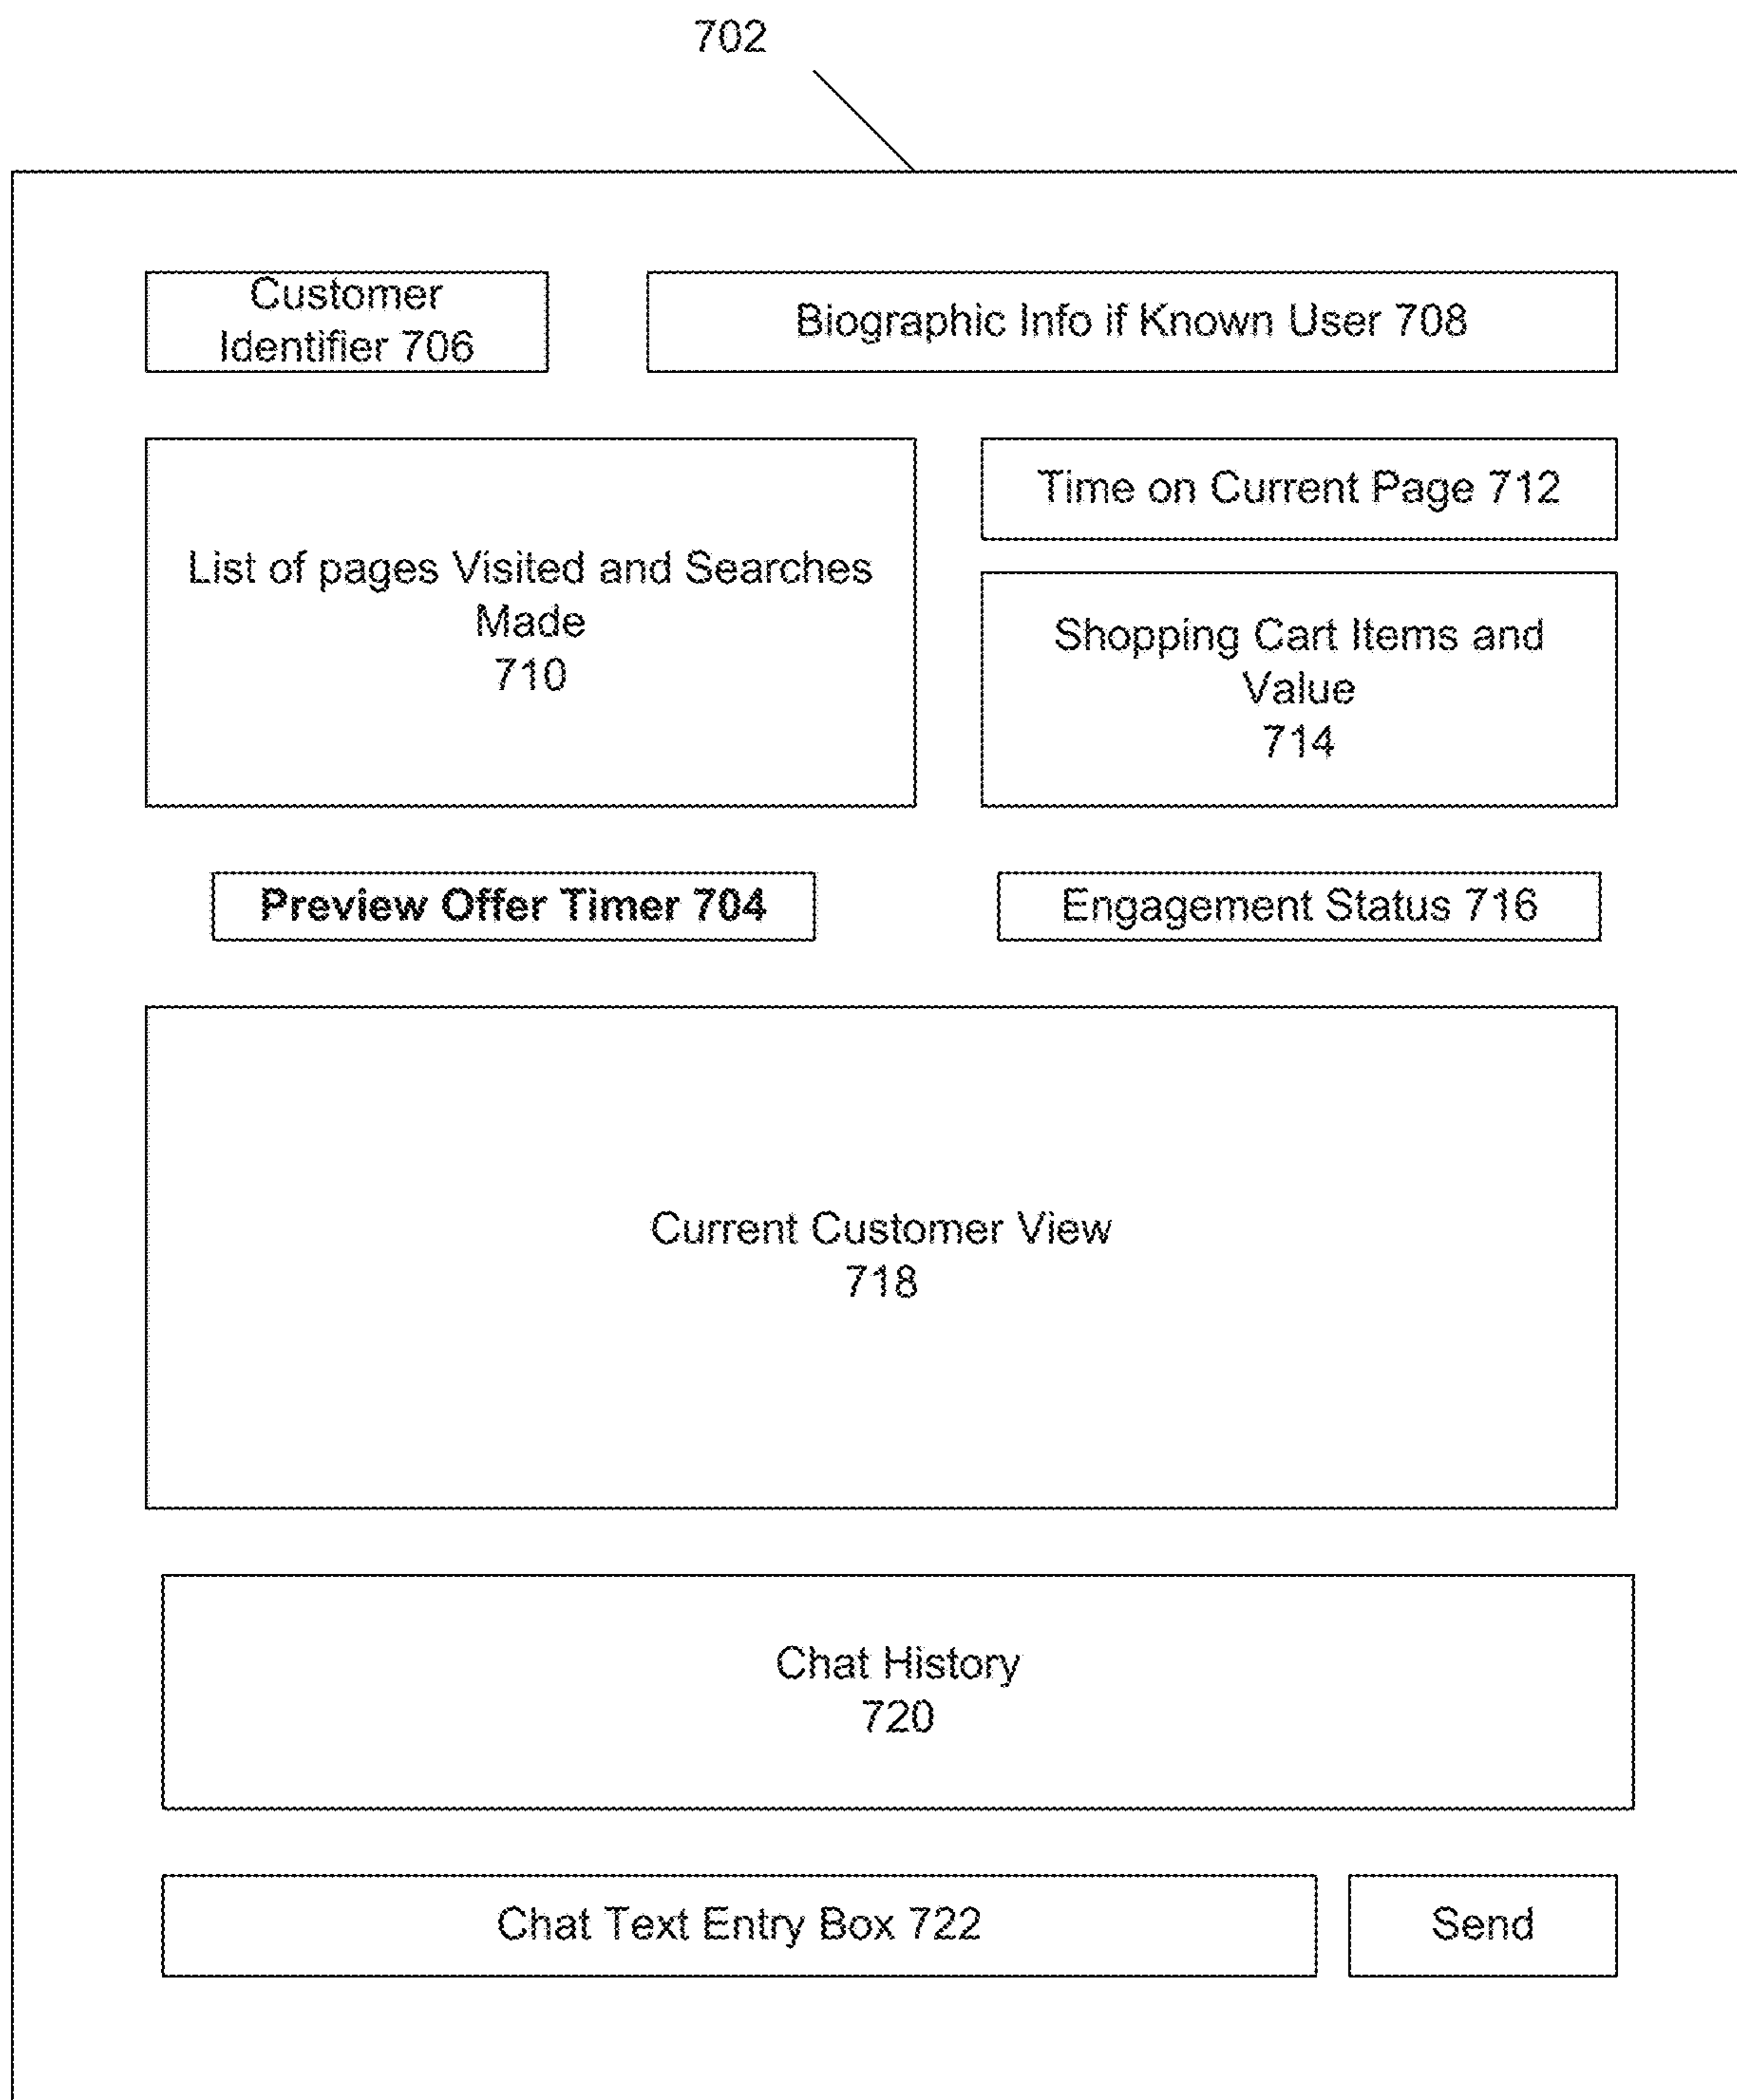 702
Customer
Identifier 706
Biographic Info if Known User 708
List of pages Visited and Searches
Made
710
Time on Current Page 712
Shopping Cart Items and
Value
714
Preview Offer Timer 704
Engagement Status 716
Current Customer View
718
Chat History
720
Chat Text Entry Box 722
Send